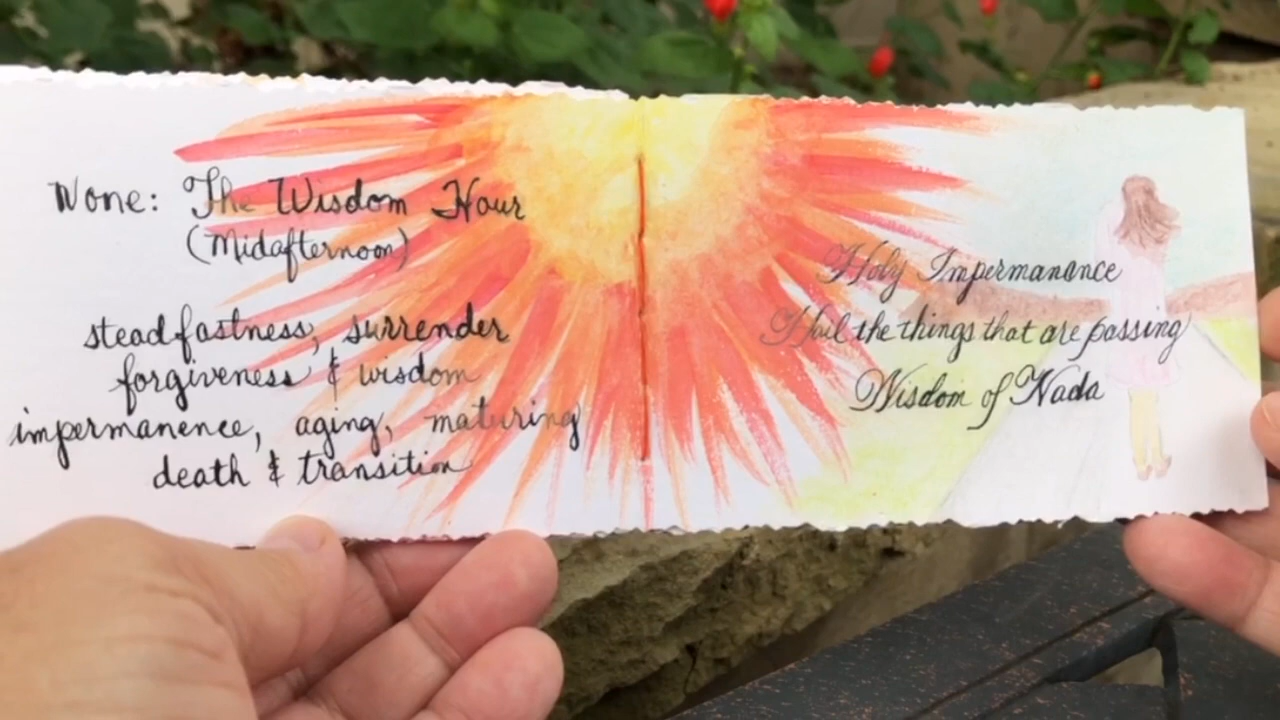 None: The Wisdom Hour
(Midafternoon)
steadfastness, surrender
forgiveness & wisdom
impermanence, aging, maturing
death & transition
Holy Impermanance
Hail the things that are passing
Wisdom of Nada